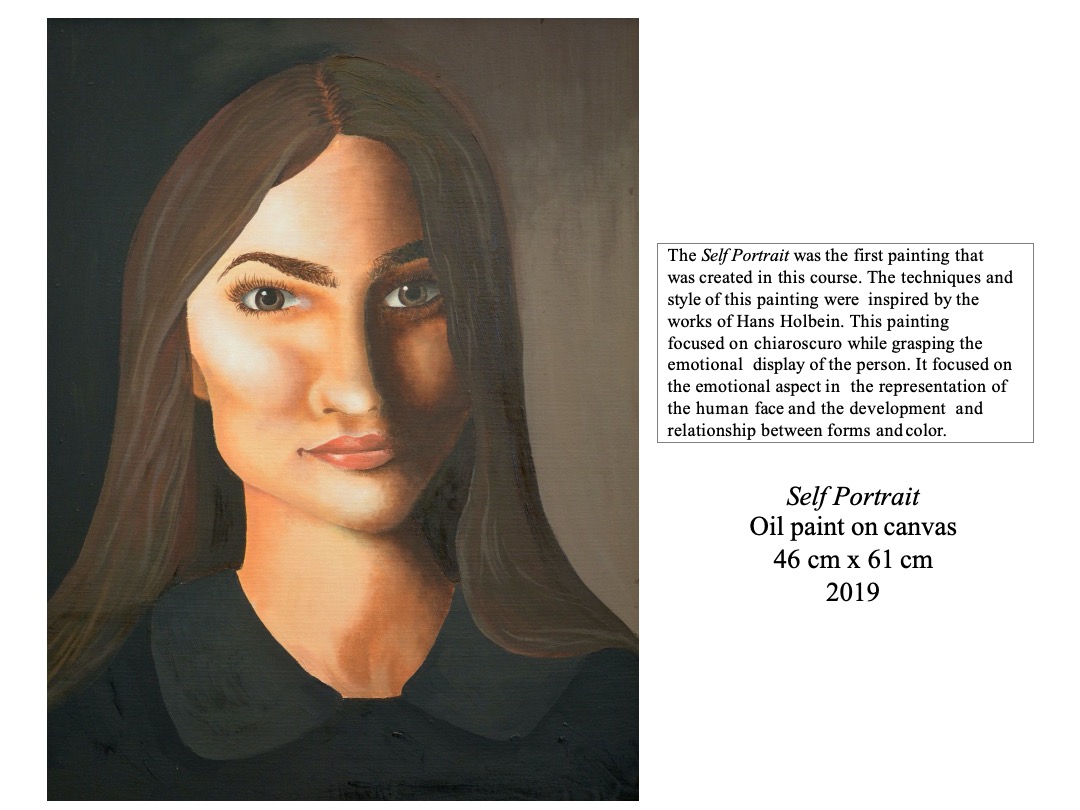 The Self Portrait was the first painting that
was created in this course. The techniques and
style of this painting were inspired by the
works of Hans Holbein. This painting
focused on chiaroscuro while grasping the
emotional display of the person. It focused on
the emotional aspect in the representation of
the human face and the development and
relationship between forms and color.
Self Portrait
Oil paint on canvas
46 cm x 61 cm
2019